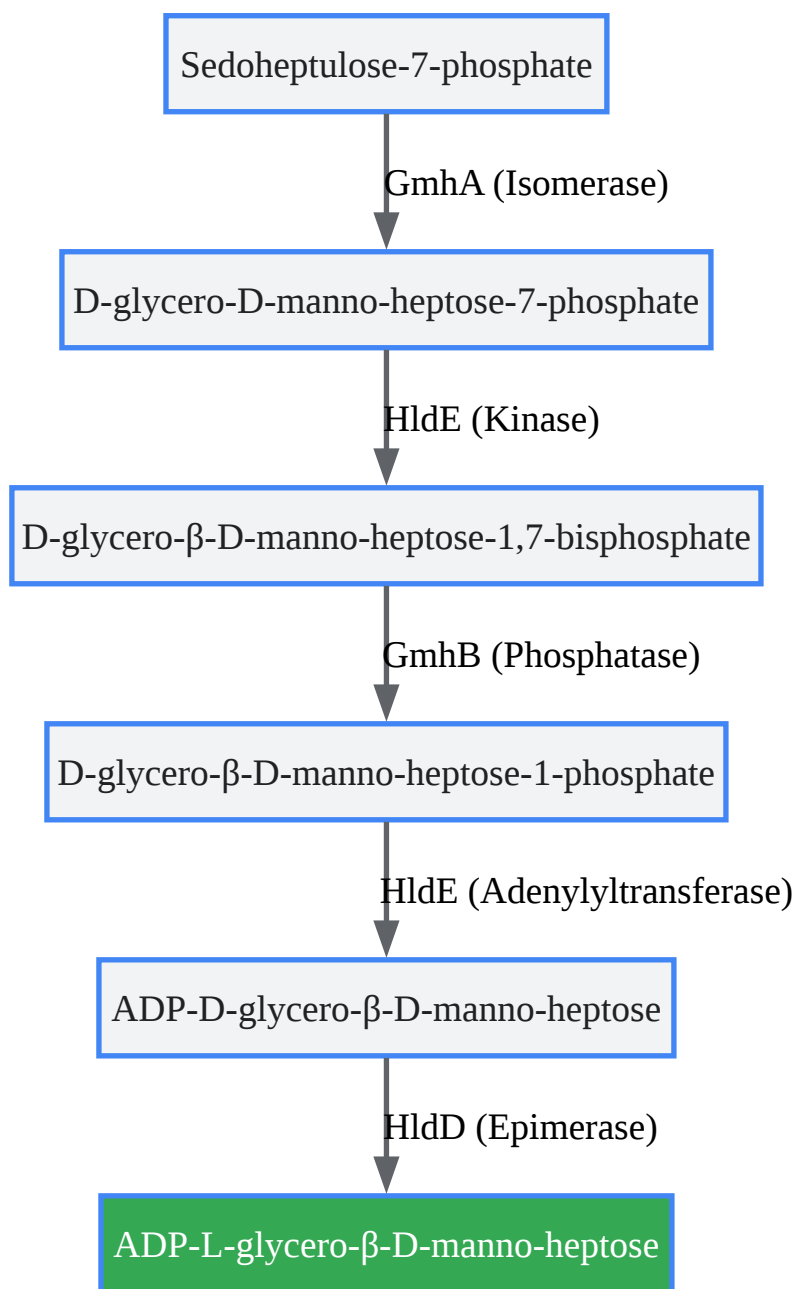 Sedoheptulose-7-phosphate
GmhA (Isomerase)
D-glycero-D-manno-heptose-7-phosphate
HldE (Kinase)
D-glycero-β-D-manno-heptose-1,7-bisphosphate
GmhB (Phosphatase)
D-glycero-β-D-manno-heptose-1-phosphate
HldE (Adenylyltransferase)
ADP-D-glycero-β-D-manno-heptose
HldD (Epimerase)
ADP-L-glycero-β-D-manno-heptose